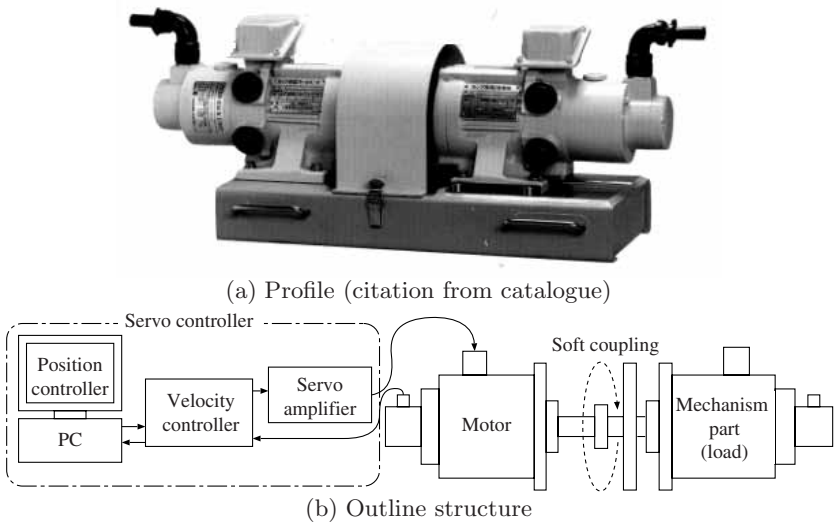 (a) Profile (citation from catalogue)
Servo controller
Position
controller
PC
Velocity
controller
Servo
amplifier
Motor
Soft coupling
Mechanism
part
(load)
(b) Outline structure